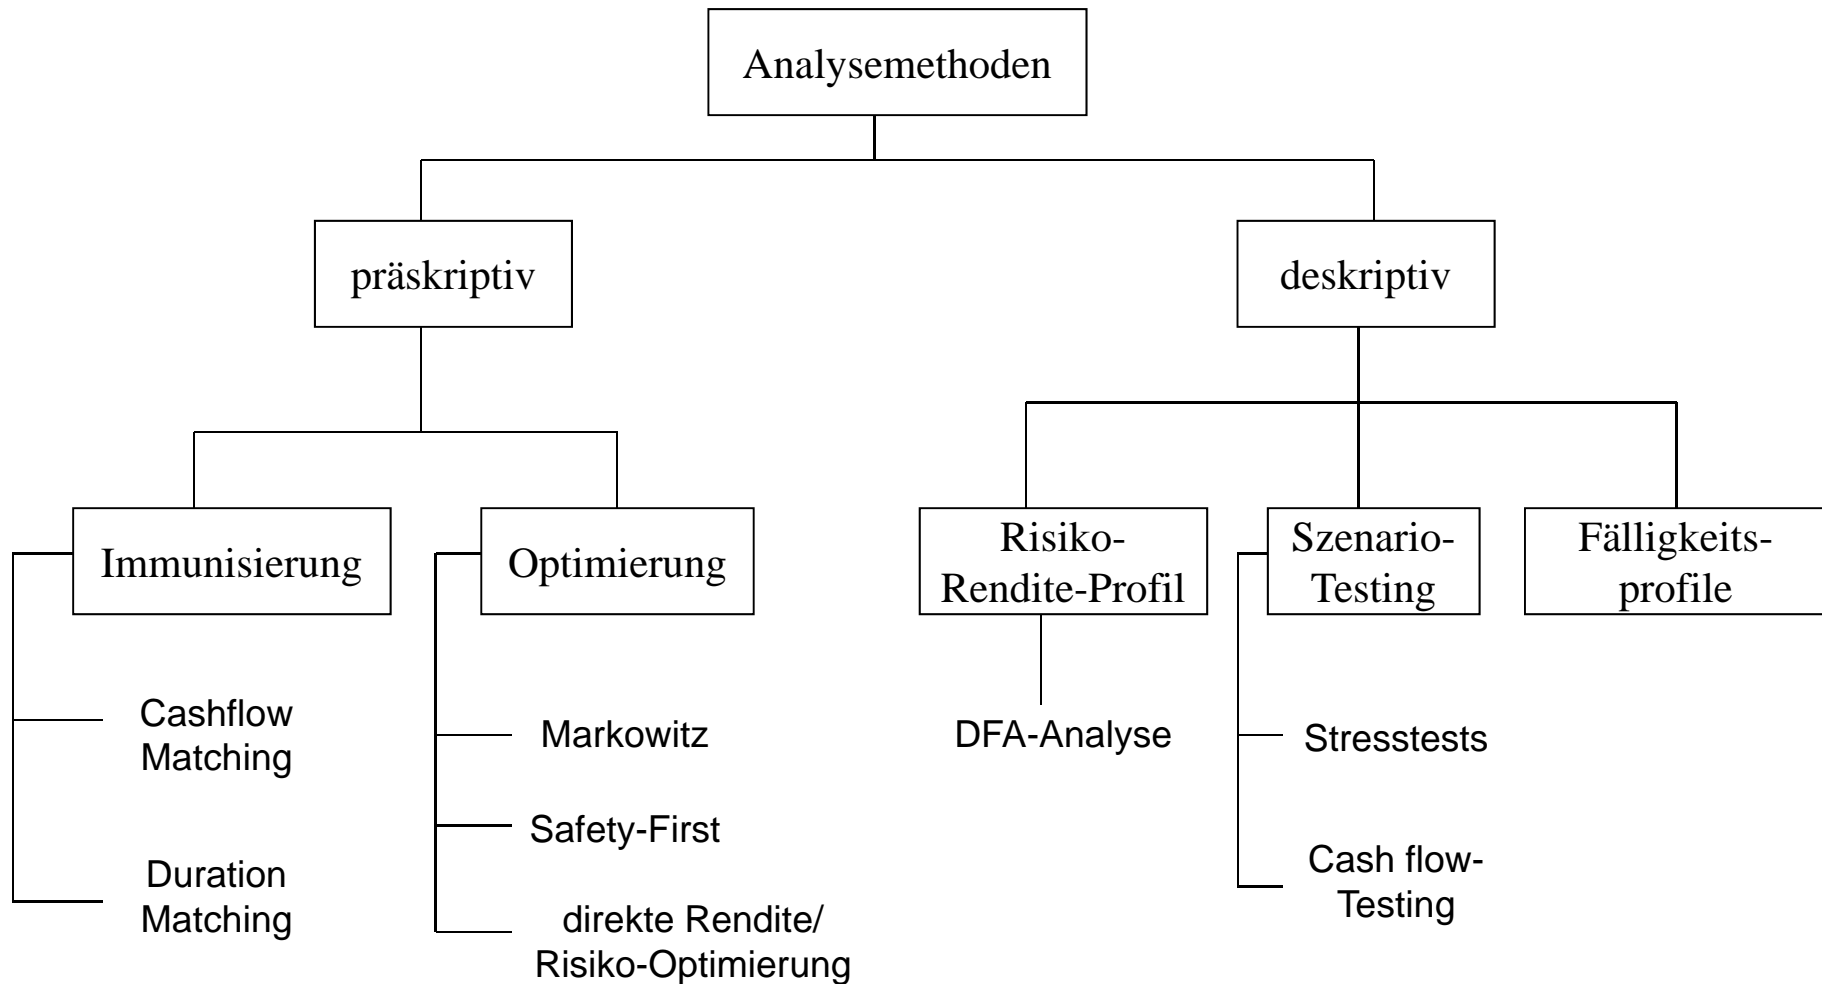 Analysemethoden
präskriptiv
deskriptiv
Immunisierung
Optimierung
Risiko-
Rendite-Profil
Szenario-
Testing
Fälligkeits-
profile
Cashflow
Matching
Duration
Matching
Markowitz
Safety-First
direkte Rendite/
Risiko-Optimierung
DFA-Analyse
Stresstests
Cash flow-
Testing